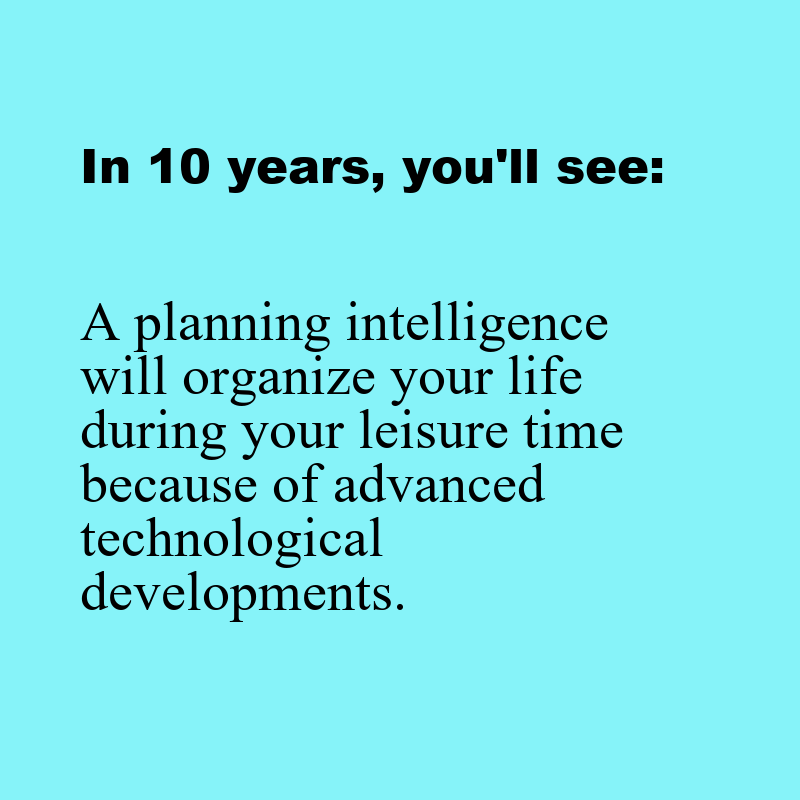 In 10 years, you'll see:
A planning intelligence
will organize your life
during your leisure time
because of advanced
technological
developments.